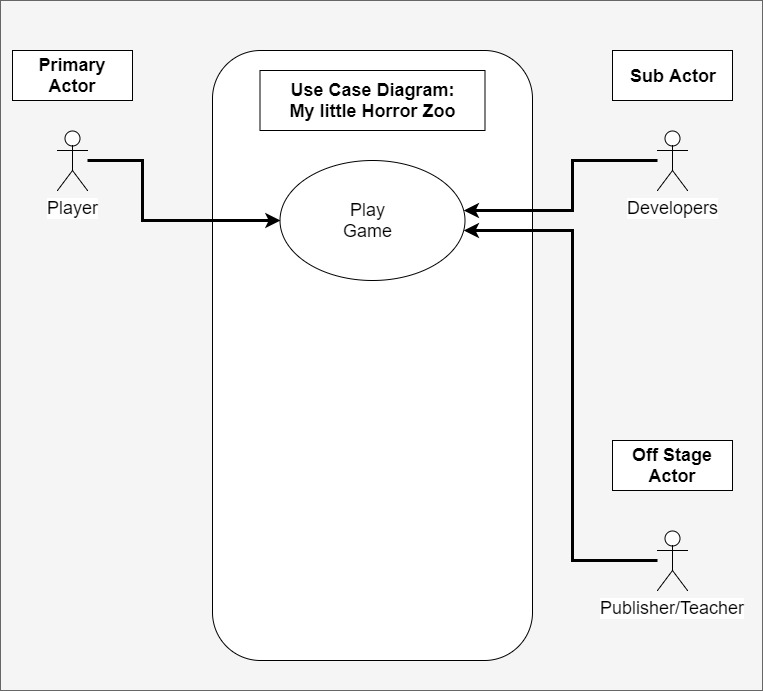 Primary
Actor
Use Case Diagram:
My little Horror Zoo
Sub Actor
Player
Play
Game
Developers
Off Stage
Actor
Publisher/Teacher